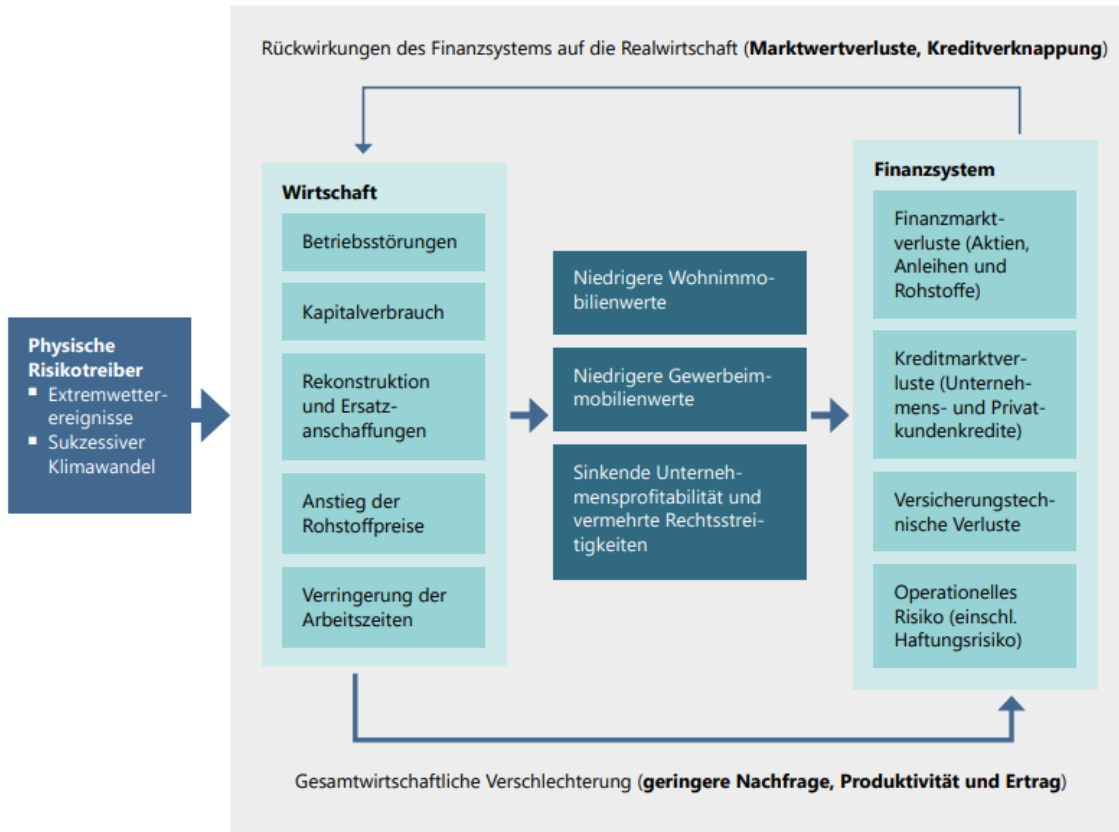 Rückwirkungen des Finanzsystems auf die Realwirtschaft (Marktwertverluste, Kreditverknappung)
Physische
Risikotreiber
▪ Extremwetter-
ereignisse
▪ Sukzessiver
Klimawandel
Wirtschaft
Betriebsstörungen
Kapitalverbrauch
Rekonstruktion
und Ersatz-
anschaffungen
Anstieg der
Rohstoffpreise
Verringerung der
Arbeitszeiten
Niedrigere Wohnimmo-
bilienwerte
Niedrigere Gewerbeim-
mobilienwerte
Sinkende Unterneh-
mensprofitabilität und
vermehrte Rechtsstrei-
tigkeiten
Finanzsystem
Finanzmarkt-
verluste (Aktien,
Anleihen und
Rohstoffe)
Kreditmarktver-
luste (Unterneh-
mens- und Privat-
kundenkredite)
Versicherungstech-
nische Verluste
Operationelles
Risiko (einschl.
Haftungsrisiko)
Gesamtwirtschaftliche Verschlechterung (geringere Nachfrage, Produktivität und Ertrag)